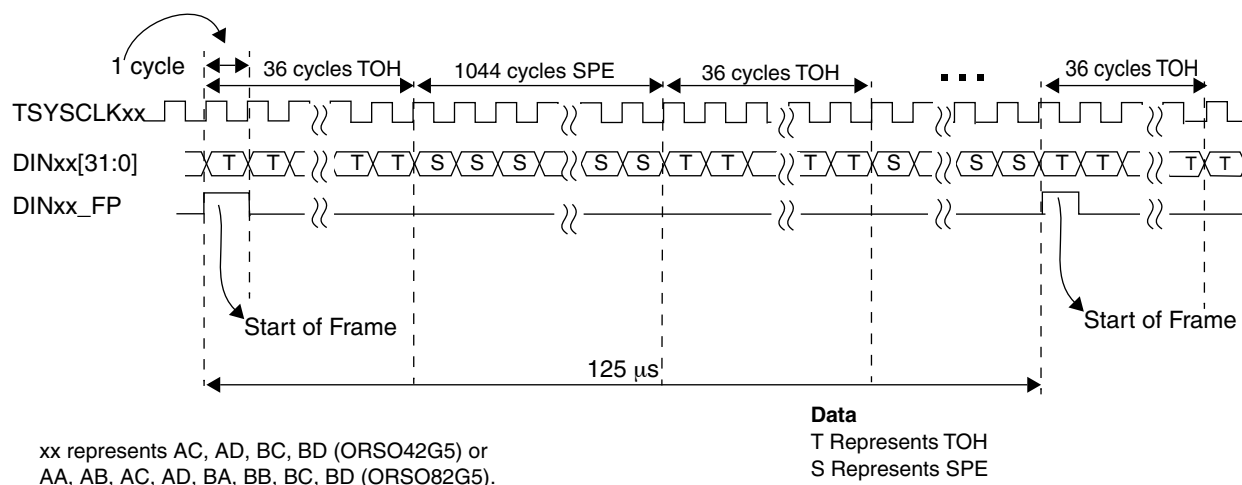 1 cycle
36 cycles TOH
1044 cycles SPE
36 cycles TOH
36 cycles TOH
TSYSCLKxx
DINxx[31:0]
T T T T S S S S S T T T T S S S T T T T
DINxx_FP
Start of Frame
Start of Frame
125 μs
Data
T Represents TOH
S Represents SPE
xx represents AC, AD, BC, BD (ORSO42G5) or
AA, AB, AC, AD, BA, BB, BC, BD (ORSO82G5).